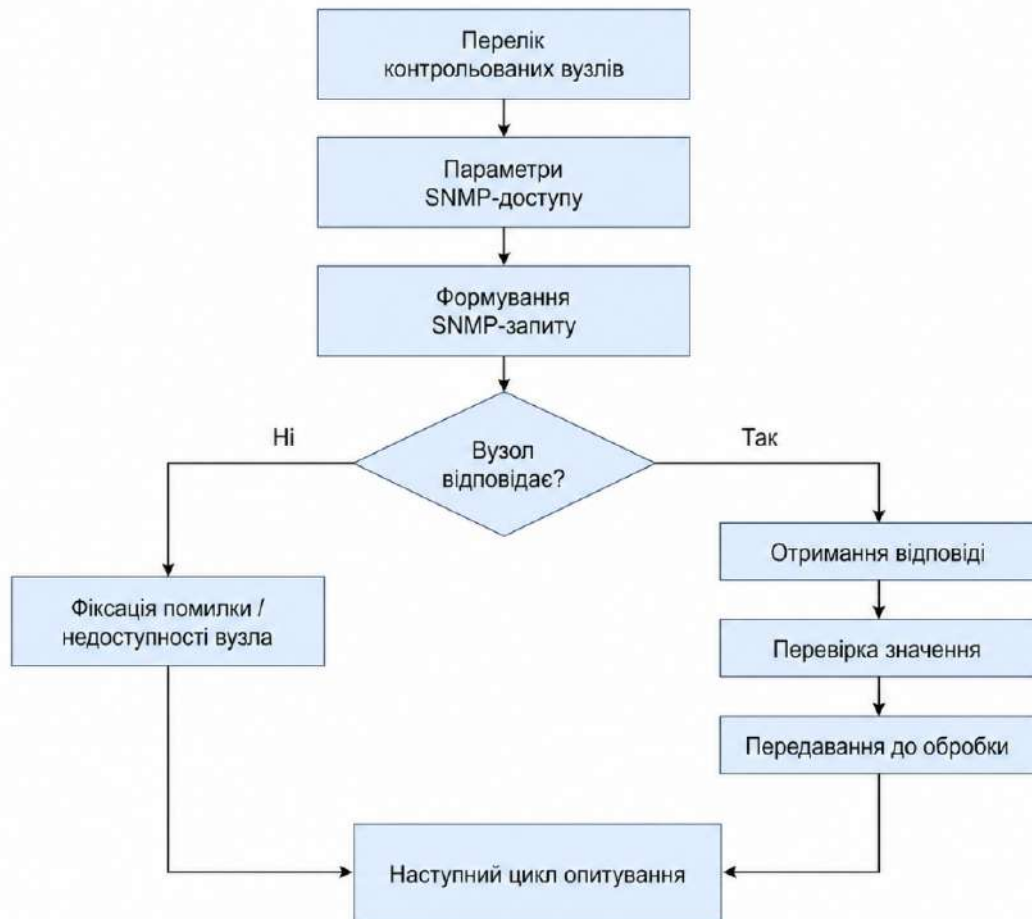 Перелік
контрольованих вузлів
Параметри
SNMP-доступу
Формування
SNMP-запиту
Ні
Так
Вузол
відповідає?
Отримання відповіді
Фіксація помилки /
недоступності вузла
Перевірка значення
Передавання до обробки
Наступний цикл опитування